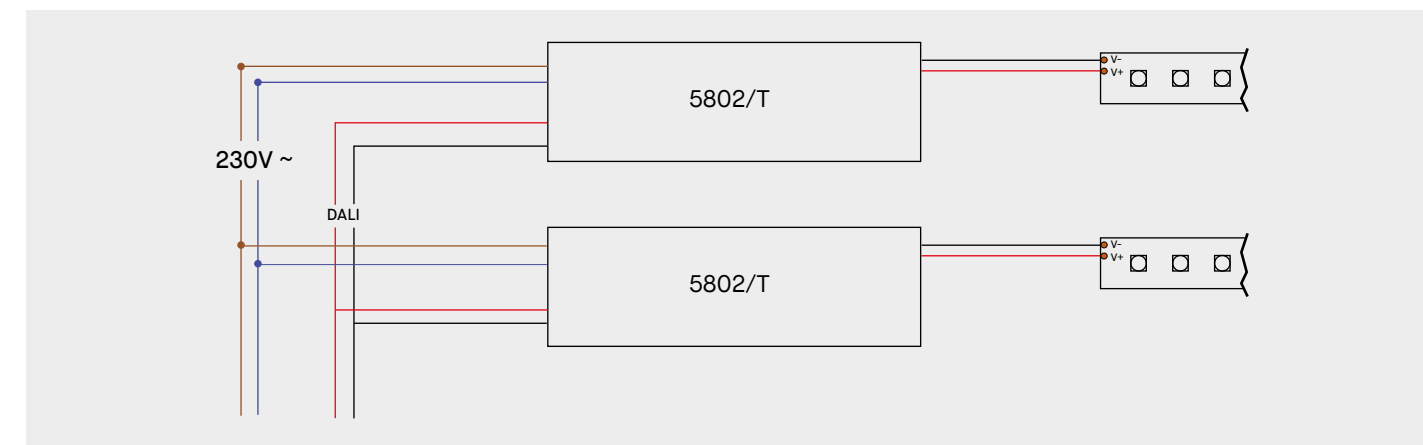 5802/T
V-
V+
230V ~
DALI
5802/T
V-
V+